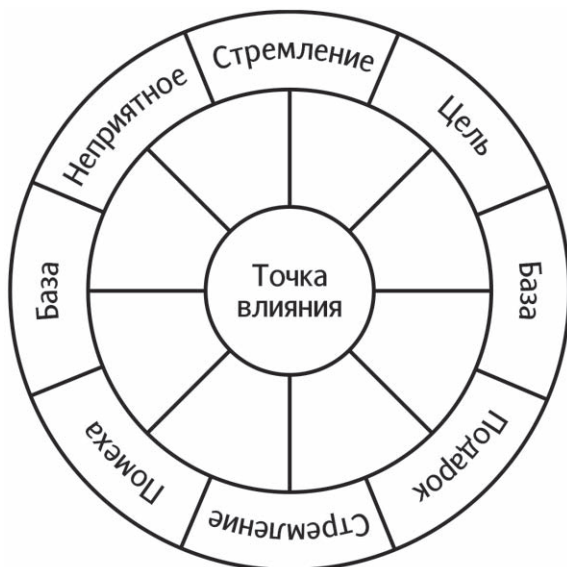 Стремление
Цель
База
Подарок
Стремление
Помеха
База
Неприятное
Точка
влияния